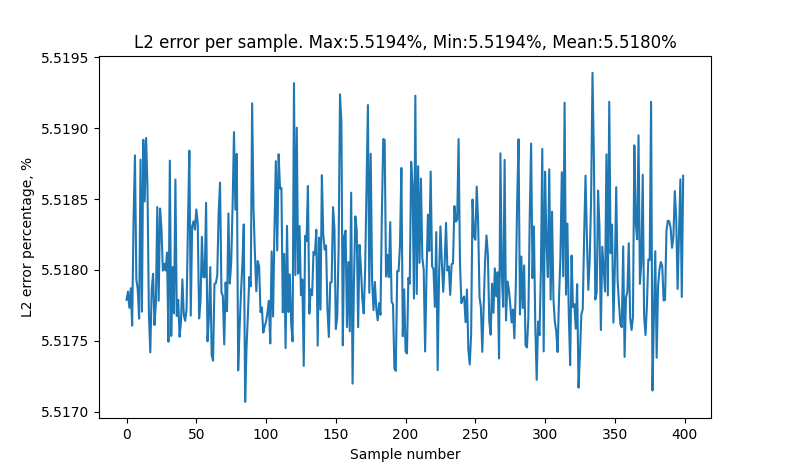 L2 error per sample. Max:5.5194%, Min:5.5194%, Mean:5.5180%
5.5195
5.5190
5.5185
5.5180
5.5175
5.5170
L2 error percentage, %
0 50 100 150 200 250 300 350 400
Sample number